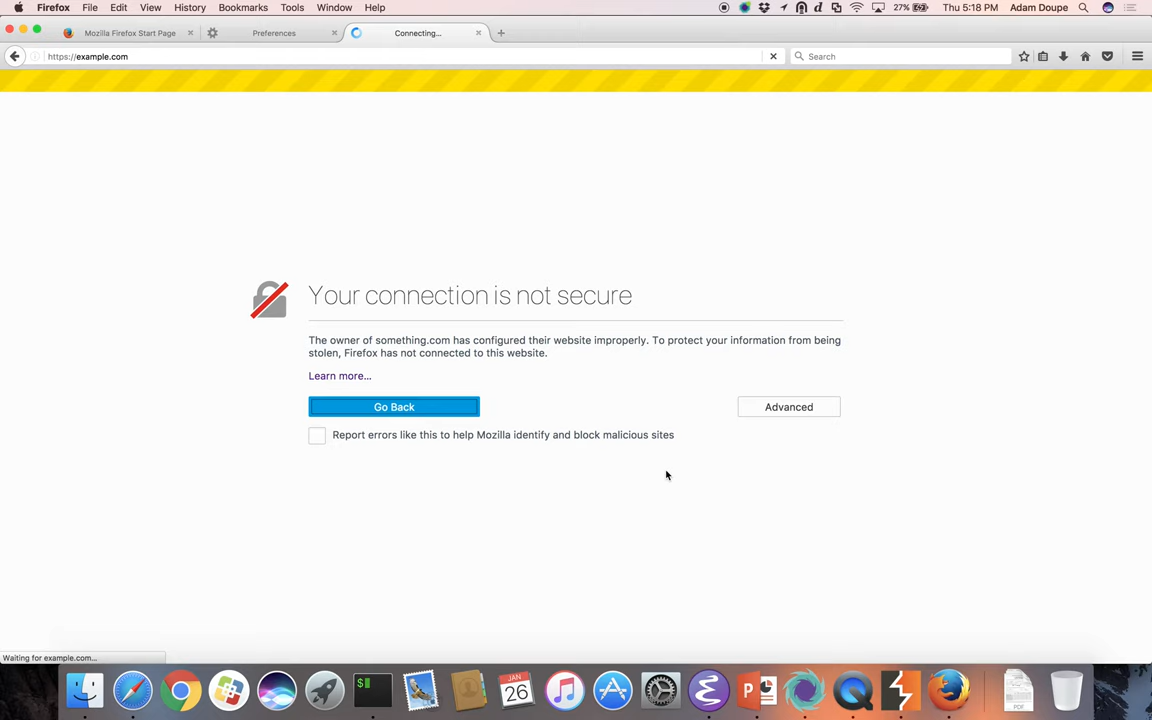 Firefox File Edit View History Bookmarks Tools Window Help 27% Thu 5:18 PM Adam Doupe
Mozilla Firefox Start Page Preferences Connecting...
https://example.com Search
Your connection is not secure
The owner of something.com has configured their website improperly. To protect your information from being
stolen, Firefox has not connected to this website.
Learn more...
Go Back Advanced
Report errors like this to help Mozilla identify and block malicious sites
Waiting for example.com...
$
JAN
26
PDF